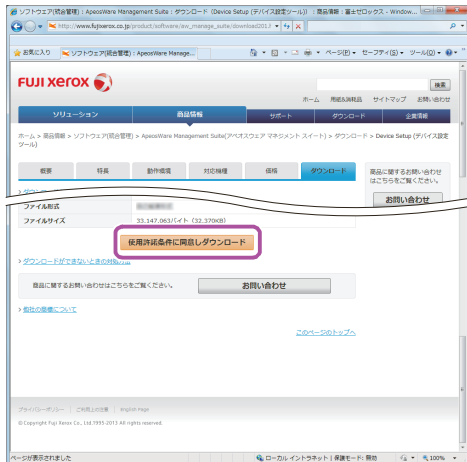 ソフトウェア(統合管理) : ApeosWare Management Suite : ダウンロード (Device Setup (デバイス設定ツール)) : 商品情報 : 富士ゼロックス - Window...
http://www.fujixerox.co.jp/product/software/aw_manage_suite/download201.h
お気に入り ソフトウェア(統合管理) : ApeosWare Manage...
ページ(P) セーフティ(S) ツール(O)
FUJI XEROX
検索
ホーム 用紙&消耗品 サイトマップ お問い合わせ
ソリューション 商品情報 サポート ダウンロード 企業情報
ホーム > 商品情報 > ソフトウェア(統合管理) > ApeosWare Management Suite(アペオスウェア マネジメント スイート) > ダウンロード > Device Setup (デバイス設定
ツール)
概要 特長 動作環境 対応機種 価格 ダウンロード
商品に関するお問い合わせ
はこちらをご覧ください。
お問い合わせ
ファイル形式
ファイルサイズ 33,147,063バイト (32,370KB)
使用許諾条件に同意しダウンロード
> ダウンロードができないときの対処方法
商品に関するお問い合わせはこちらをご覧ください。 お問い合わせ
> 他社の商標について
このページのトップへ
プライバシーポリシー ご利用上の注意 English Page
© Copyright Fuji Xerox Co., Ltd.1995-2013 All rights reserved.
ページが表示されました ローカル イントラネット | 保護モード: 無効 100%